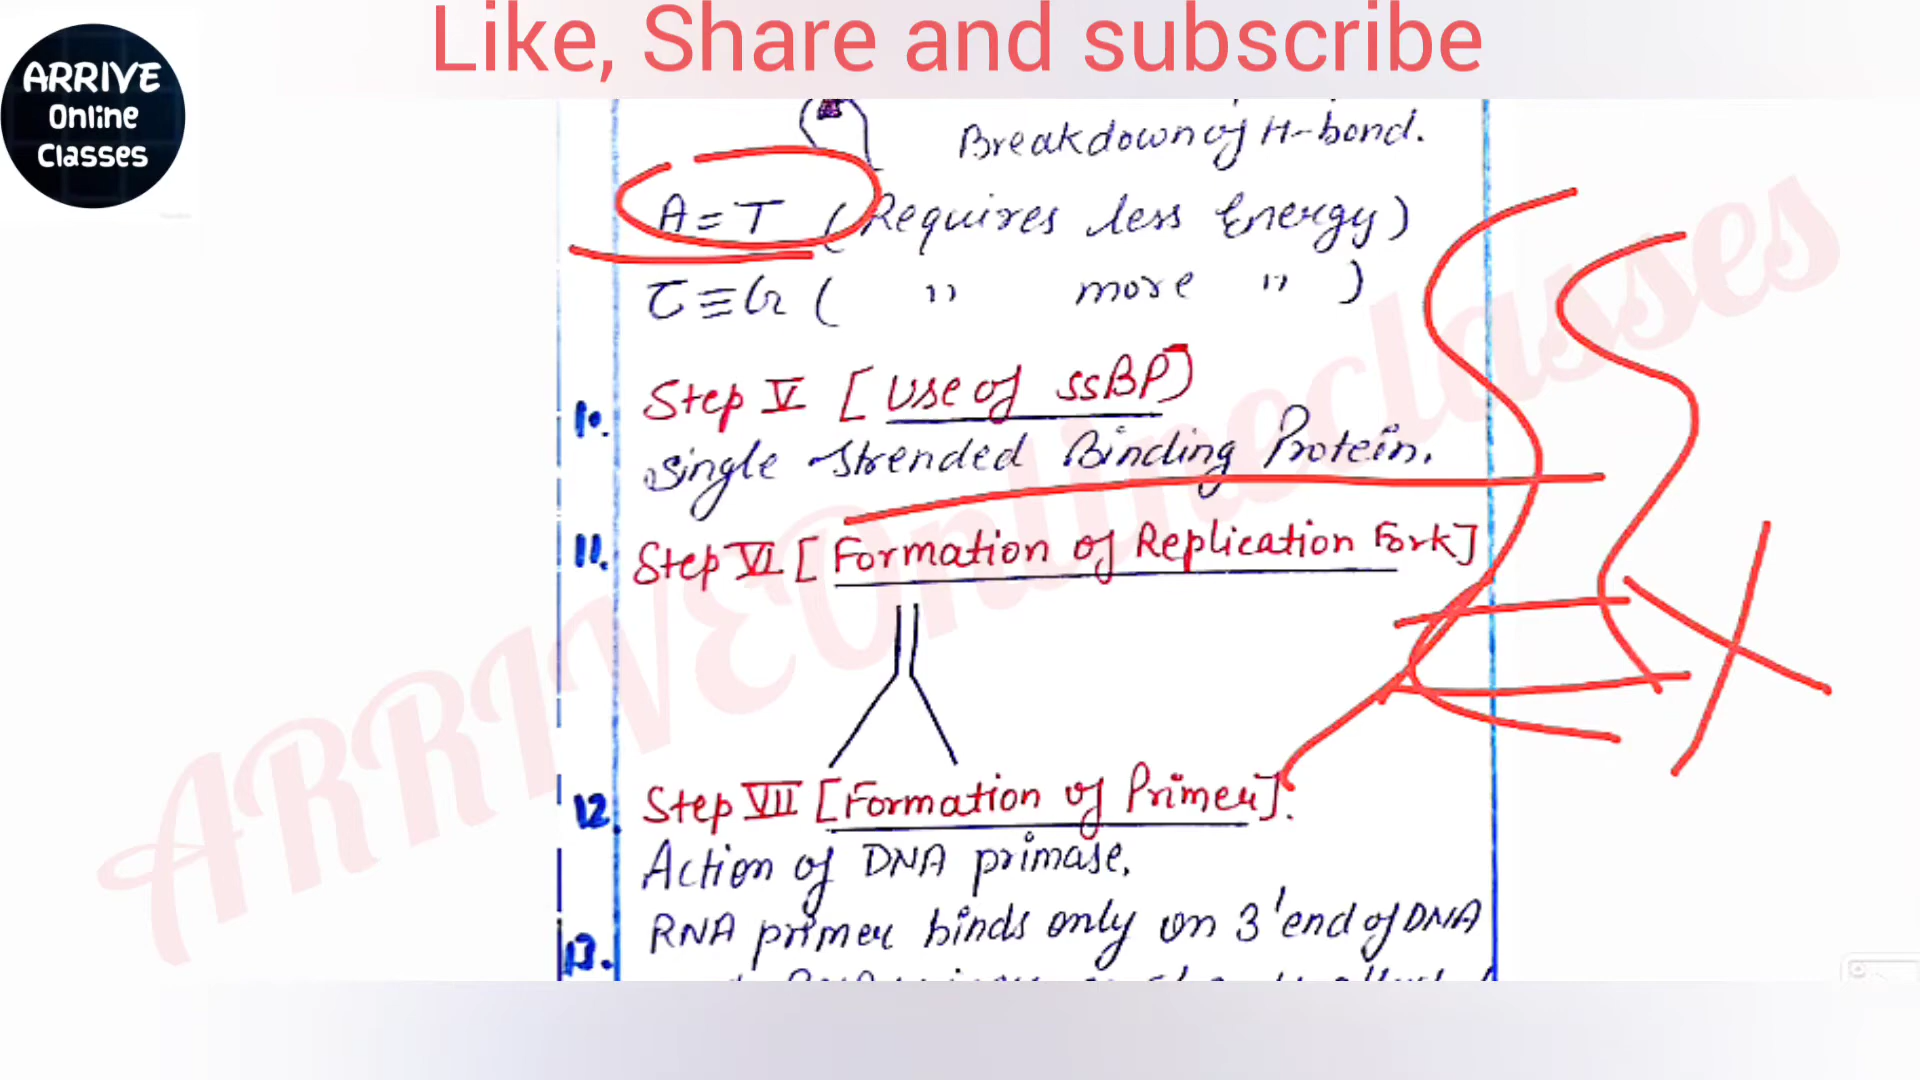 Like, Share and subscribe
ARRIVE
Online
Classes
Breakdown of H-bond.
A=T (Requires less Energy)
C≡G ( " more " )
10. Step V [Use of SSBP]
Single Strended Binding Protein.
11. Step VI [Formation of Replication Fork]
12. Step VII [Formation of Primer].
Action of DNA primase.
13. RNA primer binds only on 3' end of DNA
ARRIVEOnlineclasses